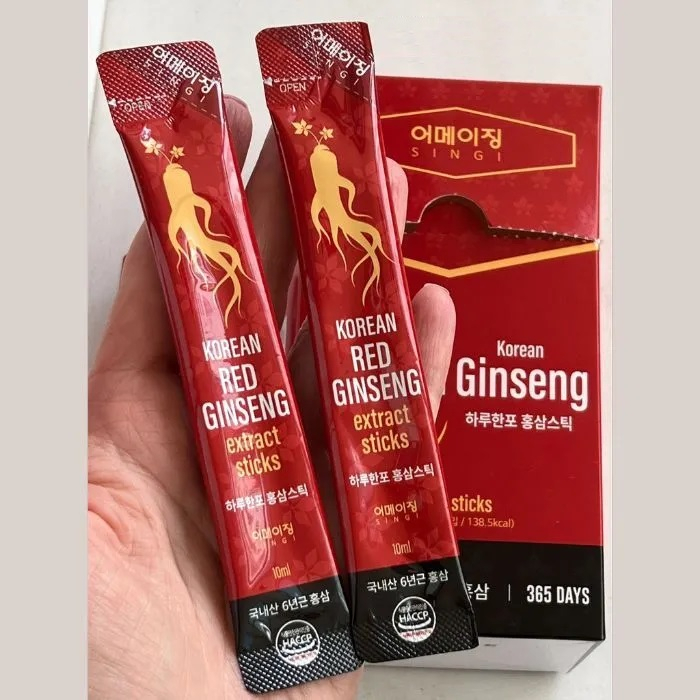 어메이징
SINGI
OPEN
KOREAN
RED
GINSENG
extract
sticks
하루한포 홍삼스틱
어메이징
SINGI
10ml
국내산 6년근 홍삼
HACCP
어메이징
SINGI
OPEN
KOREAN
RED
GINSENG
extract
sticks
하루한포 홍삼스틱
어메이징
SINGI
10ml
국내산 6년근 홍삼
HACCP
어메이징
SINGI
Korean
Ginseng
하루한포 홍삼스틱
sticks
/ 138.5kcal)
홍삼 | 365 DAYS